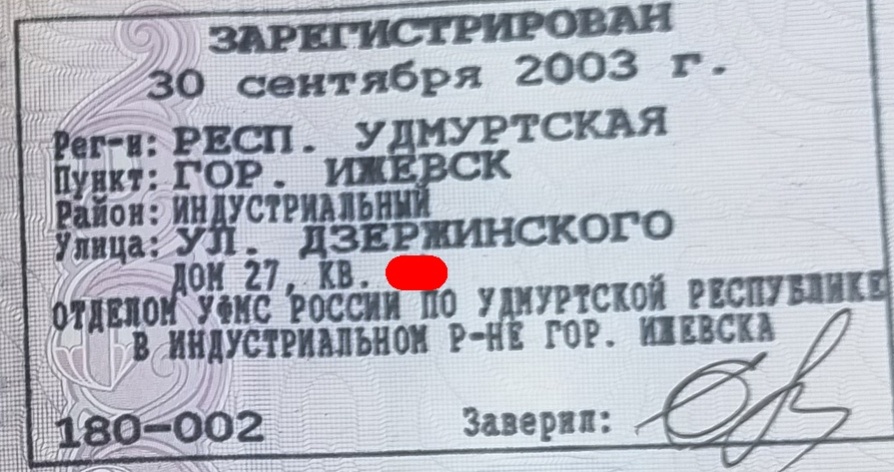 ЗАРЕГИСТРИРОВАН
30 сентября 2003 г.
Рег-н: РЕСП. УДМУРТСКАЯ
Пункт: ГОР. ИЖЕВСК
Район: ИНДУСТРИАЛЬНЫЙ
Улица: УЛ. ДЗЕРЖИНСКОГО
ДОМ 27, КВ.
ОТДЕЛОМ УФМС РОССИИ ПО УДМУРТСКОЙ РЕСПУБЛИКЕ
В ИНДУСТРИАЛЬНОМ Р-НЕ ГОР. ИЖЕВСКА
180-002 Заверил: